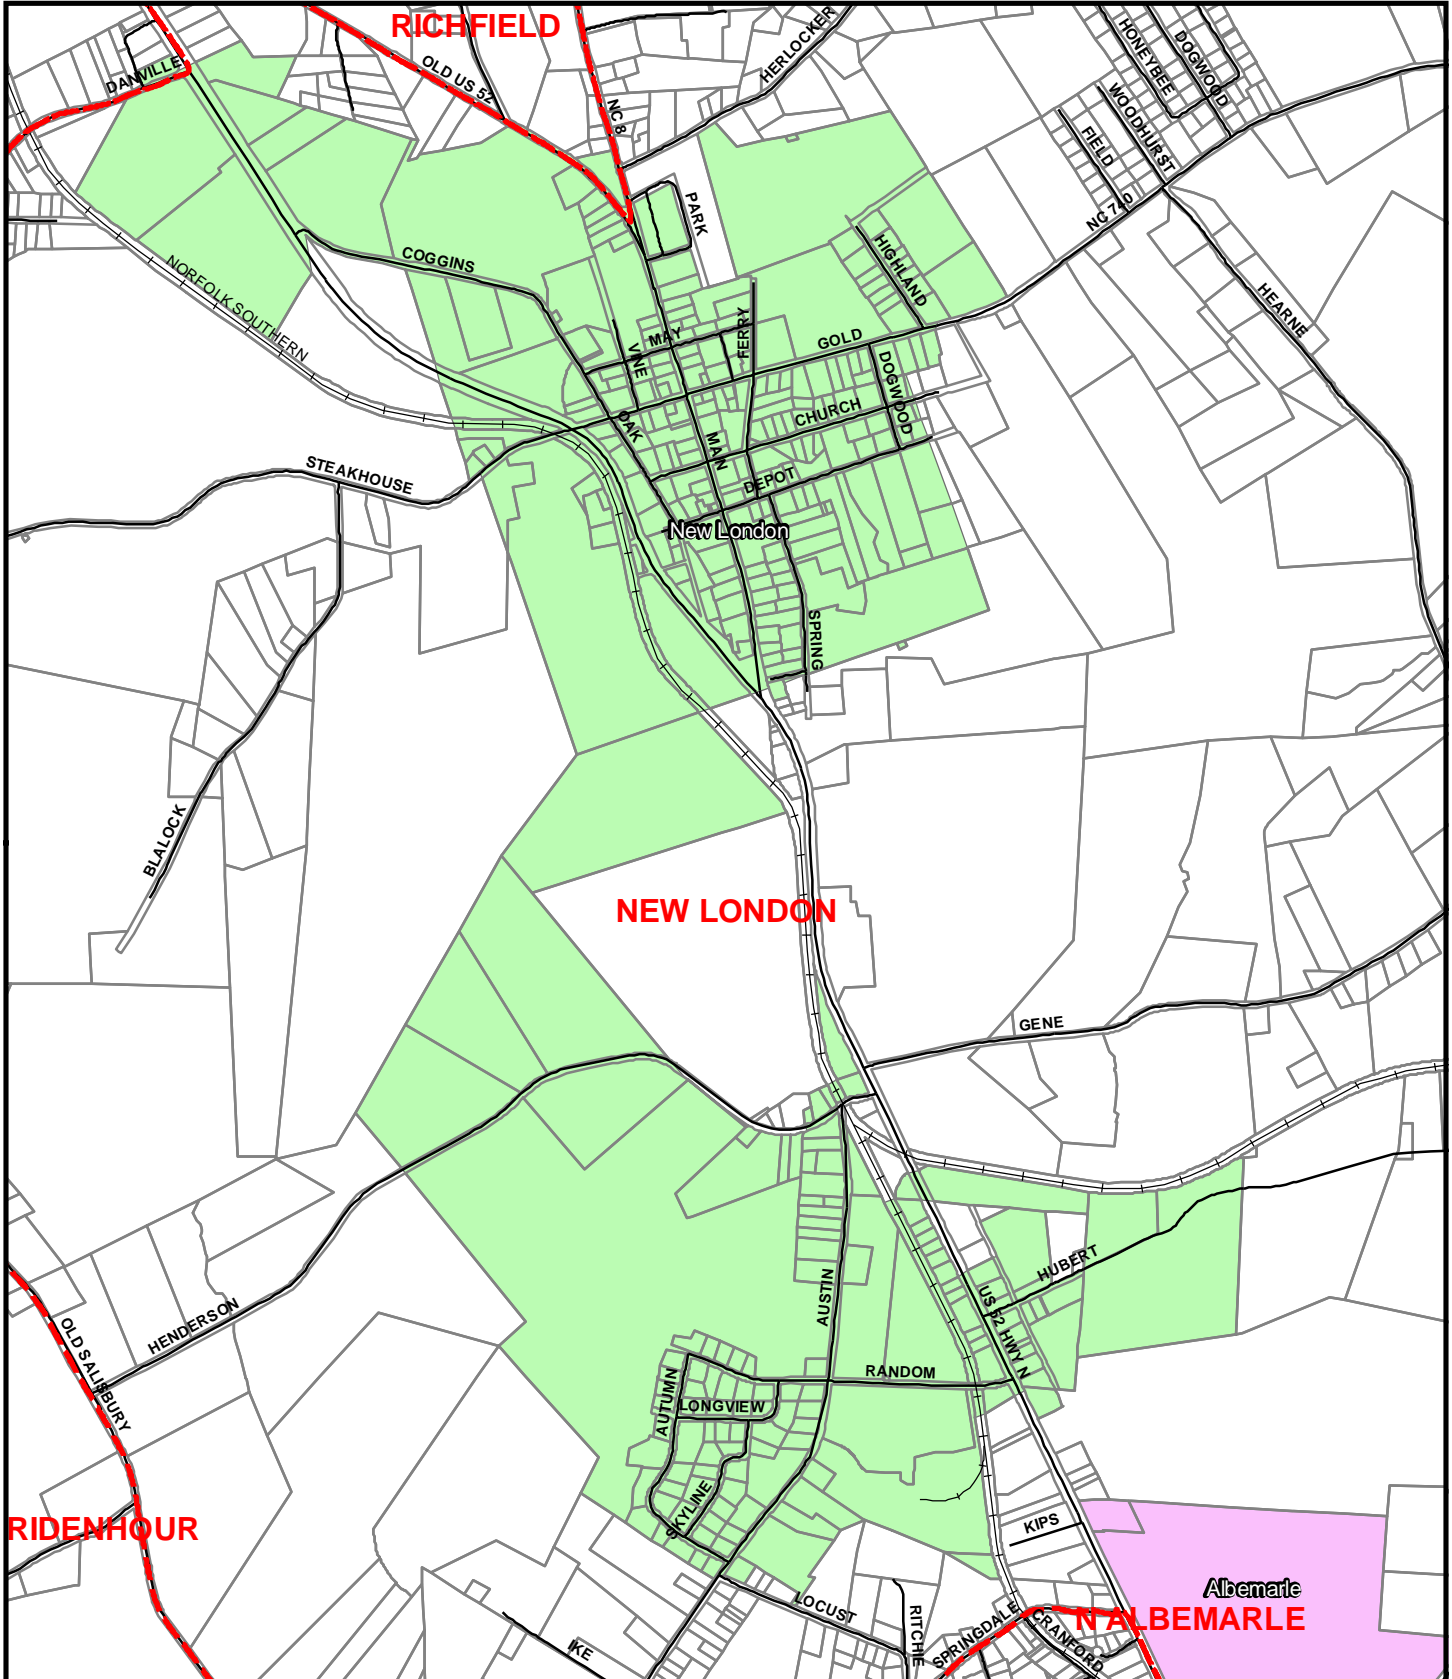 RICHFIELD
HERLOCKER
HONEYBEE
DOGWOOD
DANVILLE
OLD US 52
NC 8
WOODHURST
FIELD
PARK
NC 740
COGGINS
HIGHLAND
NORFOLK SOUTHERN
HEARNE
MAY
VINE
FERRY
GOLD
DOGWOOD
CHURCH
OAK
MAIN
STEAKHOUSE
DEPOT
New London
SPRING
BLALOCK
NEW LONDON
GENE
HUBERT
AUSTIN
US 52 HWY N
HENDERSON
OLD SALISBURY
RANDOM
AUTUMN
LONGVIEW
SKYLINE
KIPS
RIDENHOUR
Albemarle
N ALBEMARLE
LOCUST
RITCHIE
SPRINGDALE
CRANFORD
IKE